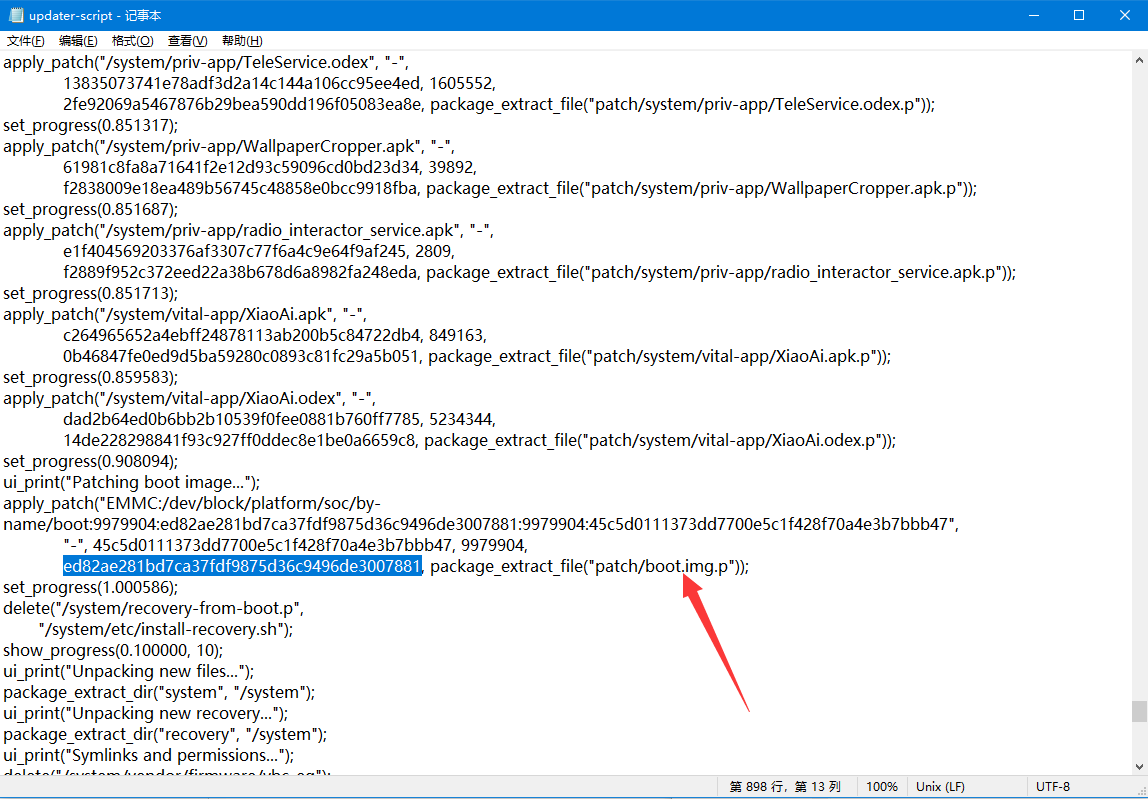 updater-script - 记事本
文件(F) 编辑(E) 格式(O) 查看(V) 帮助(H)
apply_patch("/system/priv-app/TeleService.odex", "-",
13835073741e78adf3d2a14c144a106cc95ee4ed, 1605552,
2fe92069a5467876b29bea590dd196f05083ea8e, package_extract_file("patch/system/priv-app/TeleService.odex.p"));
set_progress(0.851317);
apply_patch("/system/priv-app/WallpaperCropper.apk", "-",
61981c8fa8a71641f2e12d93c59096cd0bd23d34, 39892,
f2838009e18ea489b56745c48858e0bcc9918fba, package_extract_file("patch/system/priv-app/WallpaperCropper.apk.p"));
set_progress(0.851687);
apply_patch("/system/priv-app/radio_interactor_service.apk", "-",
e1f404569203376af3307c77f6a4c9e64f9af245, 2809,
f2889f952c372eed22a38b678d6a8982fa248eda, package_extract_file("patch/system/priv-app/radio_interactor_service.apk.p"));
set_progress(0.851713);
apply_patch("/system/vital-app/XiaoAi.apk", "-",
c264965652a4ebff24878113ab200b5c84722db4, 849163,
0b46847fe0ed9d5ba59280c0893c81fc29a5b051, package_extract_file("patch/system/vital-app/XiaoAi.apk.p"));
set_progress(0.859583);
apply_patch("/system/vital-app/XiaoAi.odex", "-",
dad2b64ed0b6bb2b10539f0fee0881b760ff7785, 5234344,
14de228298841f93c927ff0ddec8e1be0a6659c8, package_extract_file("patch/system/vital-app/XiaoAi.odex.p"));
set_progress(0.908094);
ui_print("Patching boot image...");
apply_patch("EMMC:/dev/block/platform/soc/by-
name/boot:9979904:ed82ae281bd7ca37fdf9875d36c9496de3007881:9979904:45c5d0111373dd7700e5c1f428f70a4e3b7bbb47",
"-", 45c5d0111373dd7700e5c1f428f70a4e3b7bbb47, 9979904,
ed82ae281bd7ca37fdf9875d36c9496de3007881, package_extract_file("patch/boot.img.p"));
set_progress(1.000586);
delete("/system/recovery-from-boot.p",
"/system/etc/install-recovery.sh");
show_progress(0.100000, 10);
ui_print("Unpacking new files...");
package_extract_dir("system", "/system");
ui_print("Unpacking new recovery...");
package_extract_dir("recovery", "/system");
ui_print("Symlinks and permissions...");
delete("/system/vendor/firmware/vbc_eq");
第 898 行，第 13 列 100% Unix (LF) UTF-8